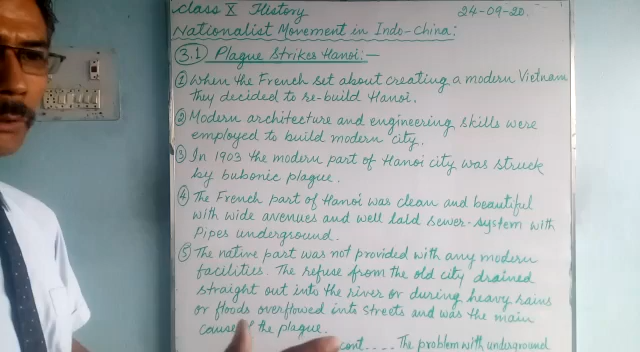 Class X History
24-09-20.
Nationalist Movement in Indo-China:
3.1 Plague Strikes Hanoi:-
① When the French set about creating a modern Vietnam
they decided to re-build Hanoi.
② Modern architecture and engineering skills were
employed to build modern city.
③ In 1903 the modern part of Hanoi city was struck
by bubonic plague.
④ The French part of Hanoi was clean and beautiful
with wide avenues and well laid sewer-system with
Pipes underground.
⑤ The native part was not provided with any modern
facilities. The refuse from the old city drained
straight out into the river or during heavy rains
or floods overflowed into streets and was the main
cause of the plague.
cont.... The problem with underground